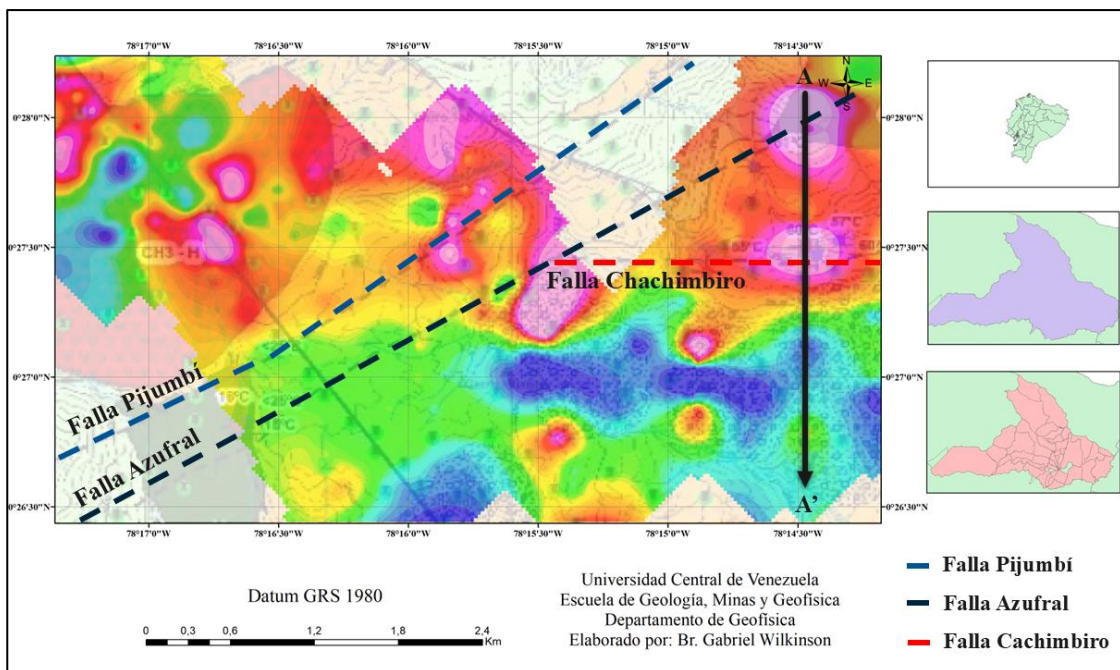 78°17'0"W 78°16'30"W 78°16'0"W 78°15'30"W 78°15'0"W 78°14'30"W
A
N
W E
S
0°28'0"N 0°28'0"N
0°27'30"N 0°27'30"N
CH3 - H
Falla Chachimbiro
0°27'0"N 0°27'0"N
Falla Pijumbí
Falla Azufral
0°26'30"N 0°26'30"N
A'
78°17'0"W 78°16'30"W 78°16'0"W 78°15'30"W 78°15'0"W 78°14'30"W
Datum GRS 1980
0 0,3 0,6 1,2 1,8 2,4
Km
Universidad Central de Venezuela
Escuela de Geología, Minas y Geofísica
Departamento de Geofísica
Elaborado por: Br. Gabriel Wilkinson
Falla Pijumbí
Falla Azufral
Falla Cachimbiro